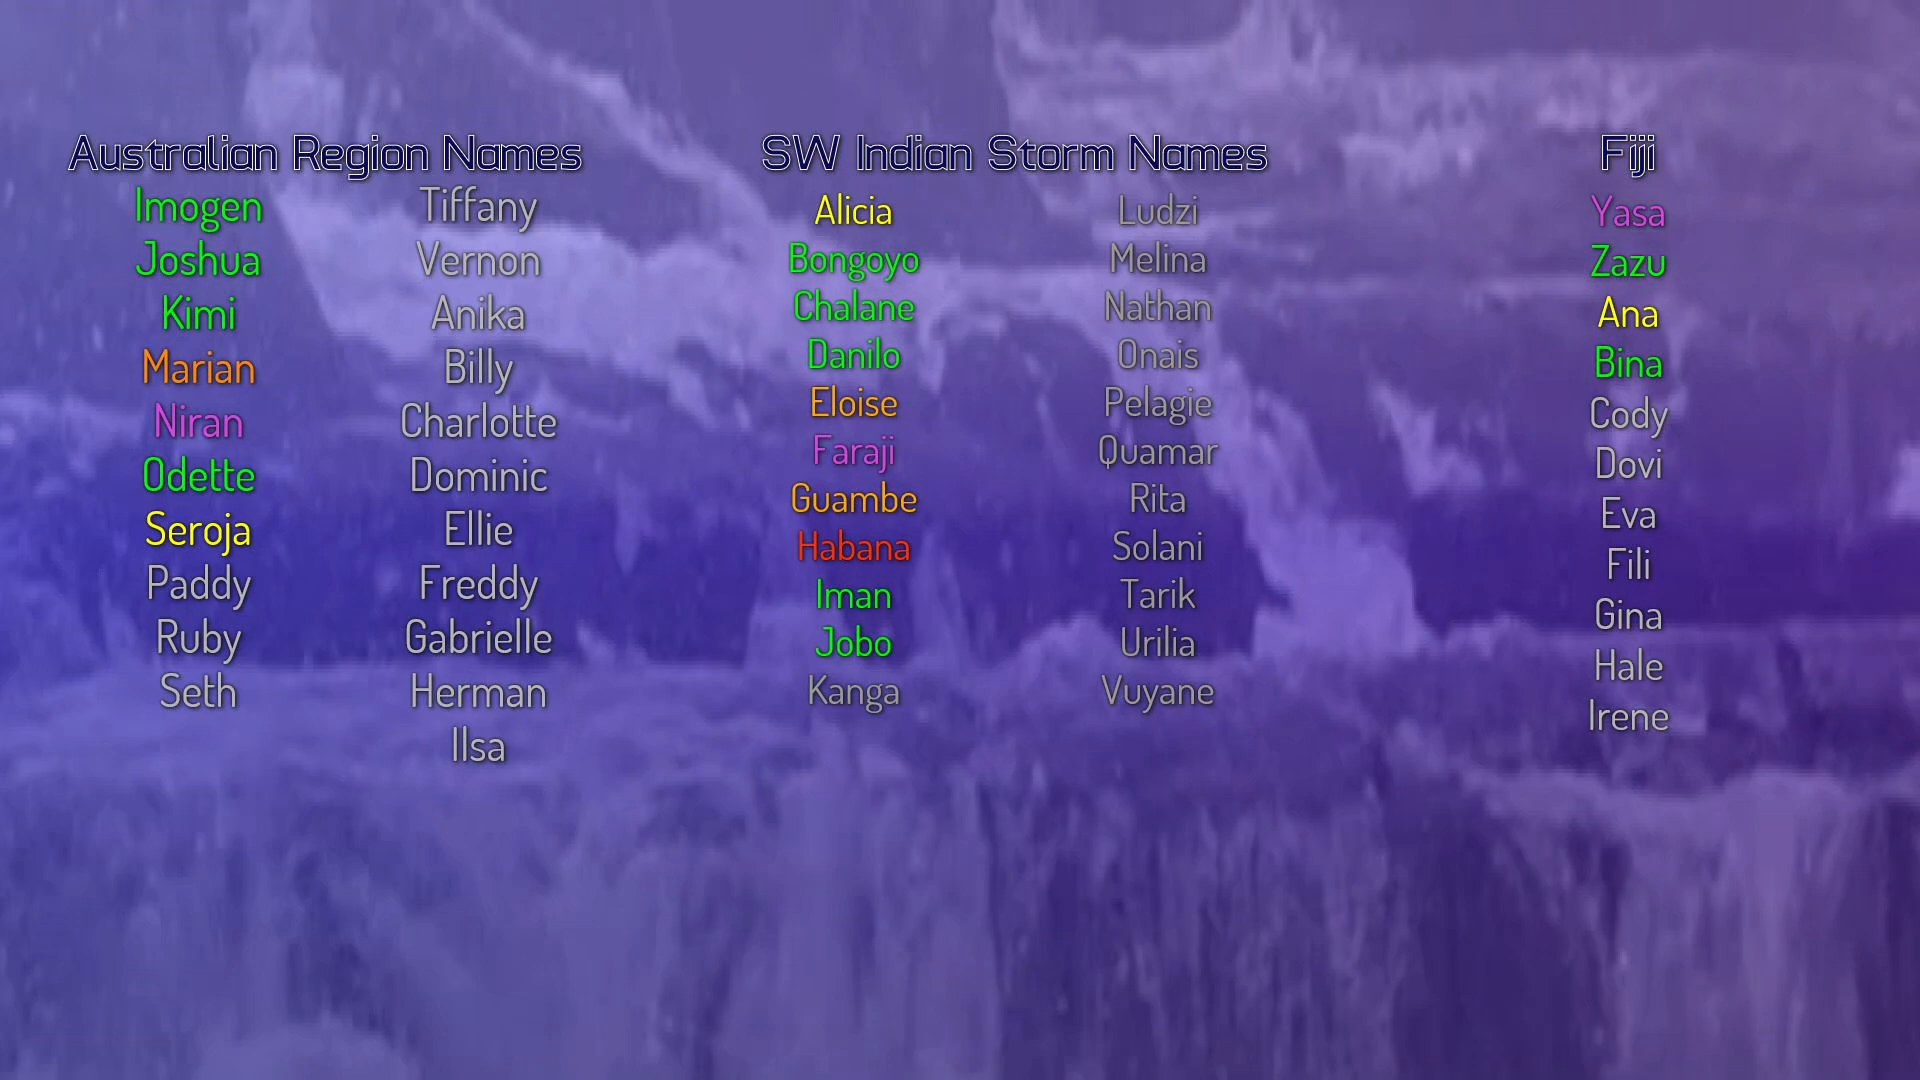 Australian Region Names
Imogen
Joshua
Kimi
Marian
Niran
Odette
Seroja
Paddy
Ruby
Seth
Tiffany
Vernon
Anika
Billy
Charlotte
Dominic
Ellie
Freddy
Gabrielle
Herman
Ilsa
SW Indian Storm Names
Alicia
Bongoyo
Chalane
Danilo
Eloise
Faraji
Guambe
Habana
Iman
Jobo
Kanga
Ludzi
Melina
Nathan
Onais
Pelagie
Quamar
Rita
Solani
Tarik
Urilia
Vuyane
Fiji
Yasa
Zazu
Ana
Bina
Cody
Dovi
Eva
Fili
Gina
Hale
Irene